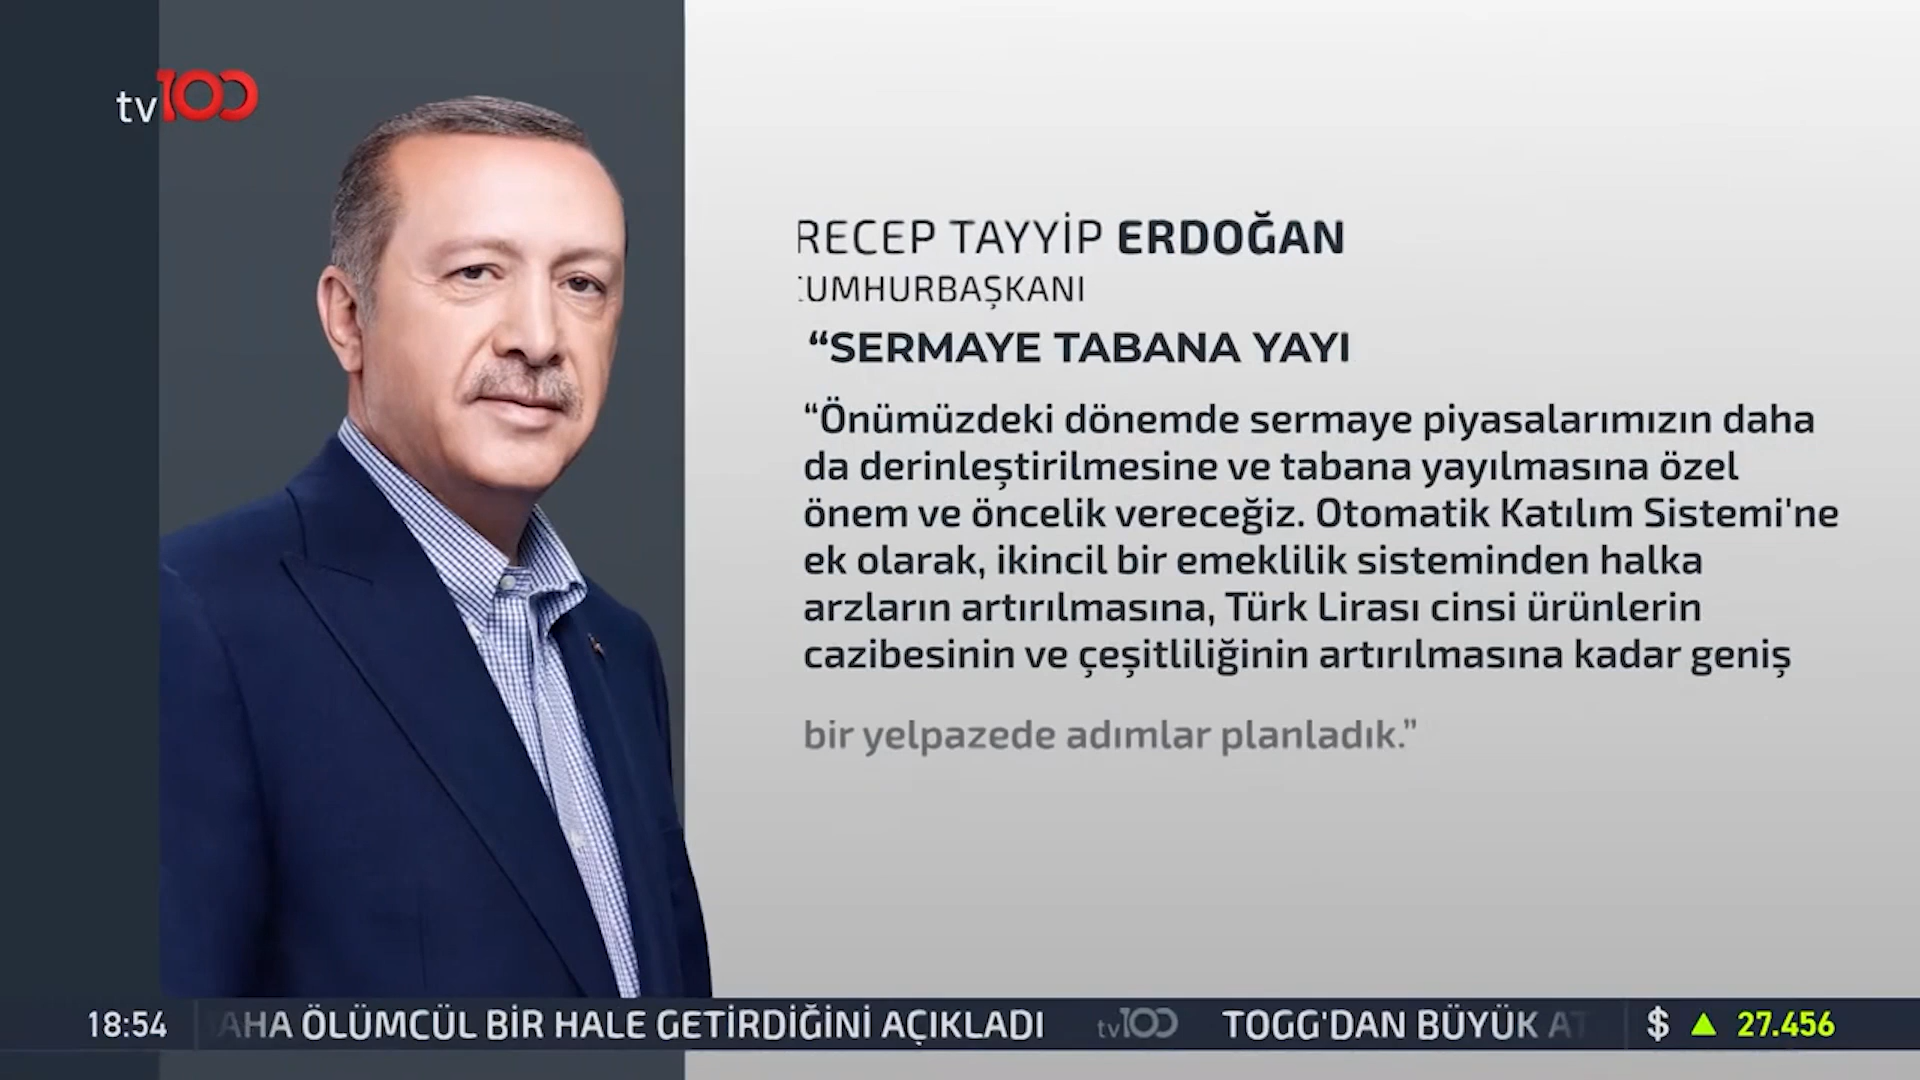 tv100
RECEP TAYYİP ERDOĞAN
UMHURBAŞKANI
“SERMAYE TABANA YAYI
“Önümüzdeki dönemde sermaye piyasalarımızın daha
da derinleştirilmesine ve tabana yayılmasına özel
önem ve öncelik vereceğiz. Otomatik Katılım Sistemi'ne
ek olarak, ikincil bir emeklilik sisteminden halka
arzların artırılmasına, Türk Lirası cinsi ürünlerin
cazibesinin ve çeşitliliğinin artırılmasına kadar geniş
bir yelpazede adımlar planladık.”
18:54 AHA ÖLÜMCÜL BİR HALE GETİRDİĞİNİ AÇIKLADI tv100 TOGG'DAN BÜYÜK AT $ ▲ 27.456